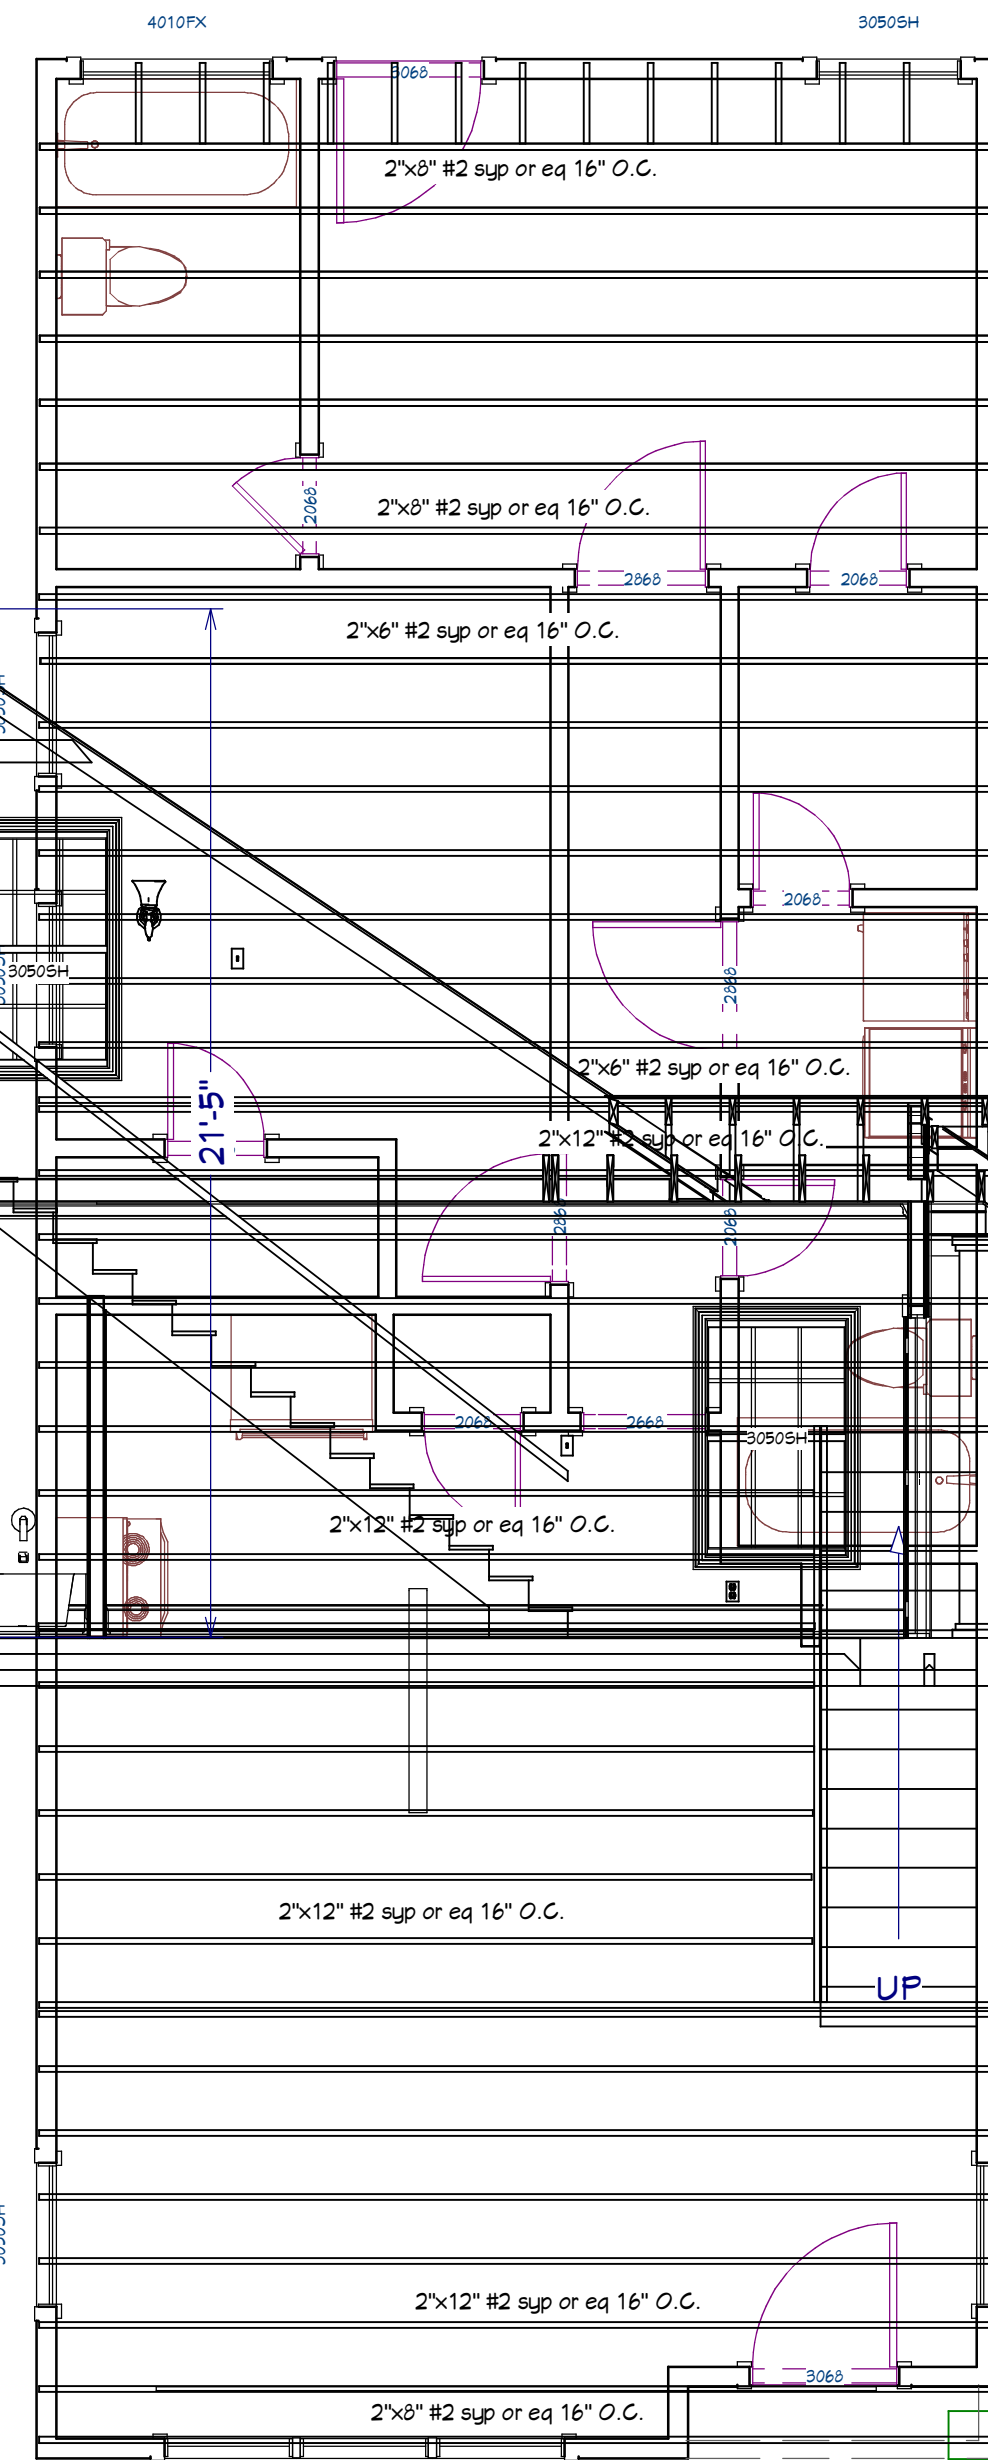 4010FX 3050SH
3068
2"x8" #2 syp or eq 16" O.C.
2068
2"x8" #2 syp or eq 16" O.C.
2868 2068
2"x6" #2 syp or eq 16" O.C.
2068
3050SH
2868
2"x6" #2 syp or eq 16" O.C.
21'-5"
2"x12" #2 syp or eq 16" O.C.
2868
2068
2068 2668
3050SH
2"x12" #2 syp or eq 16" O.C.
2"x12" #2 syp or eq 16" O.C.
UP
2"x12" #2 syp or eq 16" O.C.
3068
2"x8" #2 syp or eq 16" O.C.